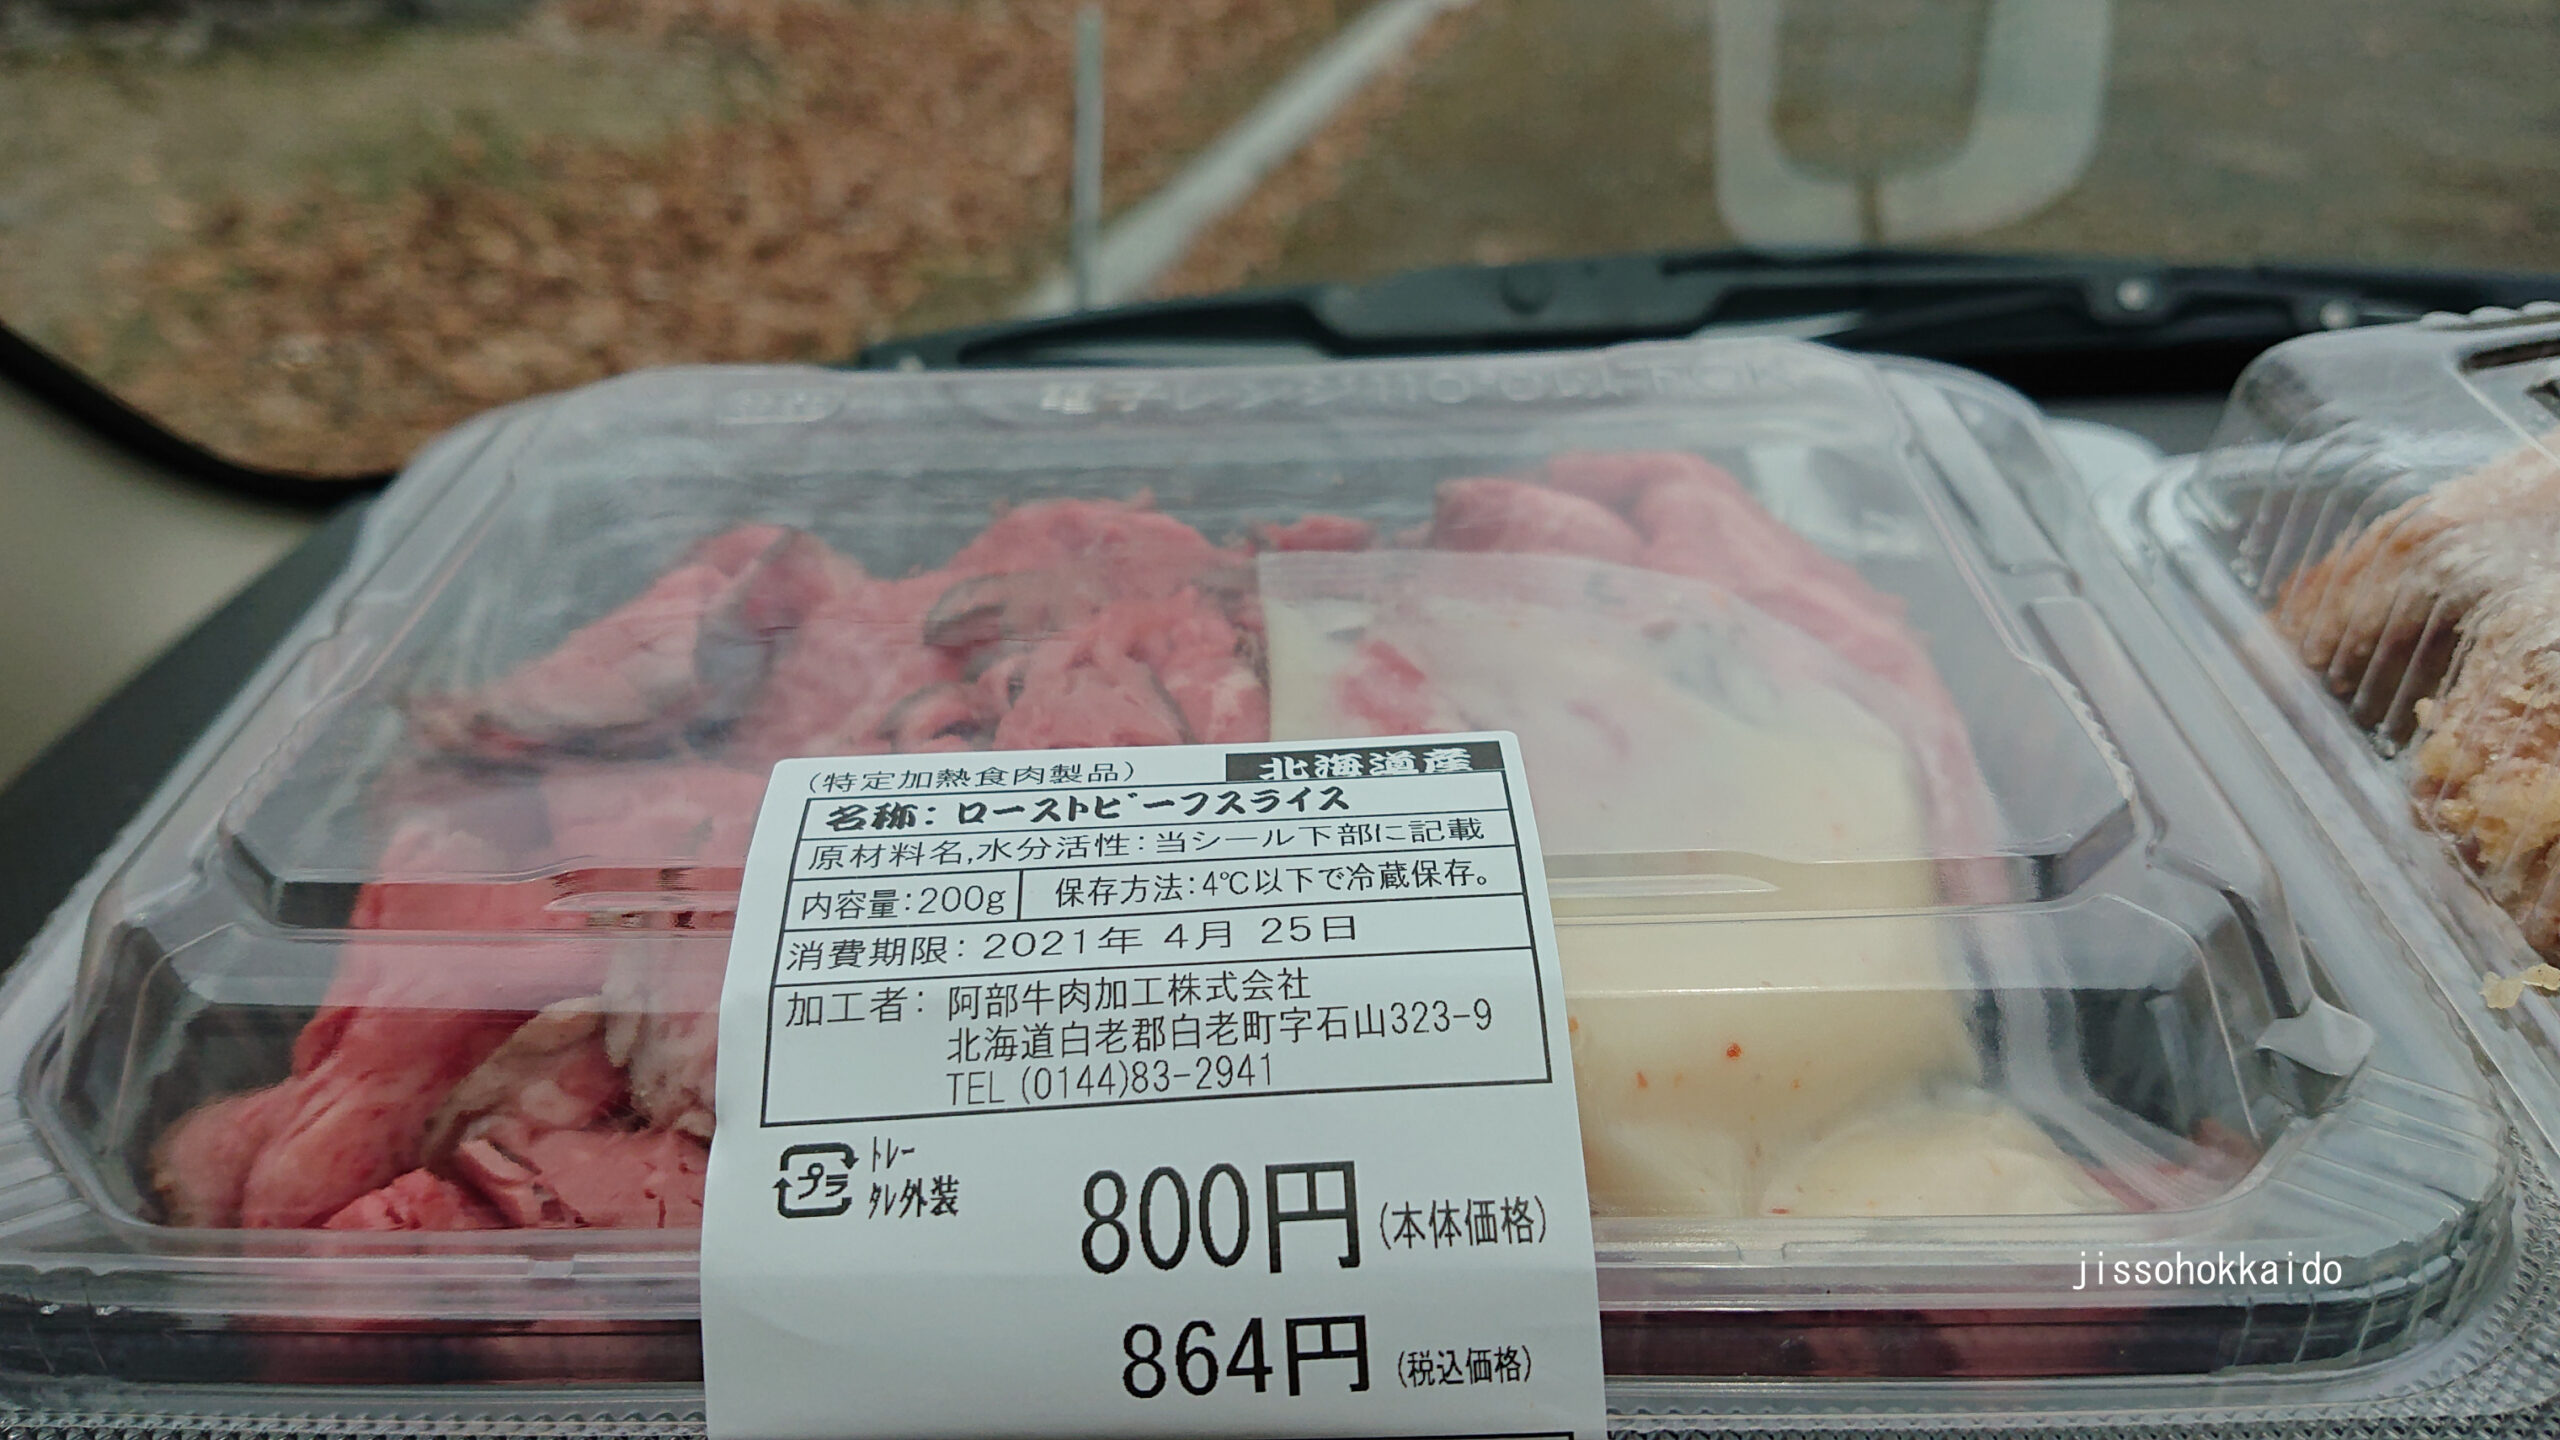 電子レンジ
(特定加熱食肉製品) 北海道産
名称: ローストビーフスライス
原材料名,水分活性:当シール下部に記載
内容量:200g 保存方法:4℃以下で冷蔵保存。
消費期限: 2021年 4月 25日
加工者: 阿部牛肉加工株式会社
北海道白老郡白老町字石山323-9
TEL (0144)83-2941
プラ
トレー
タレ外装
800円 (本体価格)
864円 (税込価格)
jissohokkaido